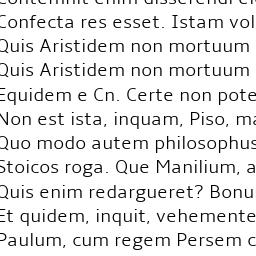 contemnit enim disserendi el
Confecta res esset. Istam vol
Quis Aristidem non mortuum
Quis Aristidem non mortuum
Equidem e Cn. Certe non pote
Non est ista, inquam, Piso, ma
Quo modo autem philosophus
Stoicos roga. Que Manilium, a
Quis enim redargueret? Bonu
Et quidem, inquit, vehemente
Paulum, cum regem Persem c